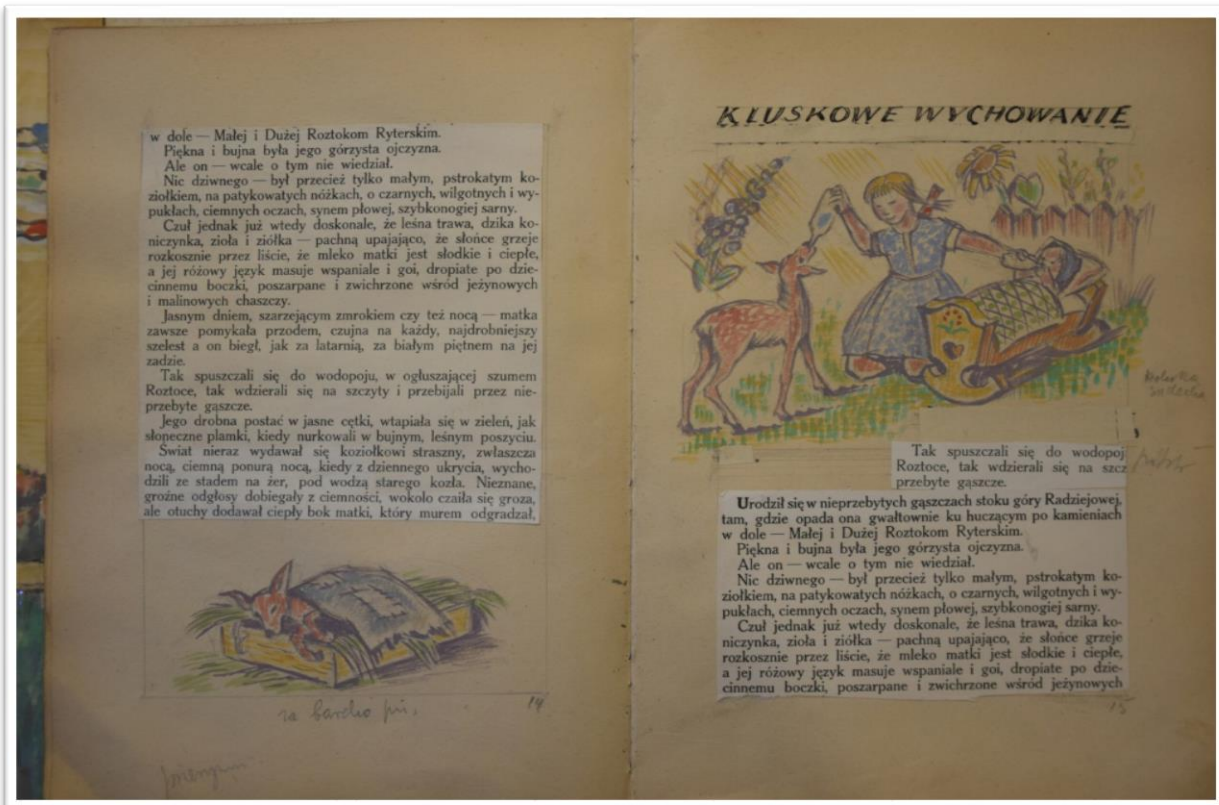 w dole — Małej i Dużej Roztokom Ryterskim.
Piękna i bujna była jego górzysta ojczyzna.
Ale on — wcale o tym nie wiedział.
Nic dziwnego — był przecież tylko małym, pstrokatym ko-
ziołkiem, na patykowatych nóżkach, o czarnych, wilgotnych i wy-
pukłach, ciemnych oczach, synem płowej, szybkonogiej sarny.
Czuł jednak już wtedy doskonale, że leśna trawa, dzika ko-
niczynka, zioła i ziółka — pachną upajająco, że słońce grzeje
rozkosznie przez liście, że mleko matki jest słodkie i ciepłe,
a jej różowy język masuje wspaniale i goi, dropiate po dzie-
cinnemu boczki, poszarpane i zwichrzone wśród jeżynowych
i malinowych chaszczy.
Jasnym dniem, szarzejącym zmrokiem czy też nocą — matka
zawsze pomykała przodem, czujna na każdy, najdrobniejszy
szelest a on biegł, jak za latarnią, za białym piętnem na jej
zadzie.
Tak spuszczali się do wodopoju, w ogłuszającej szumem
Roztoce, tak wdzierali się na szczyty i przebijali przez nie-
przebyte gąszcze.
Jego drobna postać w jasne cętki, wtapiała się w zieleń, jak
słoneczne plamki, kiedy nurkowali w bujnym, leśnym poszyciu.
Świat nieraz wydawał się koziołkowi straszny, zwłaszcza
nocą, ciemną ponurą nocą, kiedy z dziennego ukrycia, wycho-
dzili ze stadem na żer, pod wodzą starego kozła. Nieznane,
groźne odgłosy dobiegały z ciemności, wokoło czaiła się groza,
ale otuchy dodawał ciepły bok matki, który murem odgradzał,
za bardzo
14
KLUSKOWE WYCHOWANIE
Tak spuszczali się do wodopoj
Roztoce, tak wdzierali się na szcz
przebyte gąszcze.
Urodził się w nieprzebytych gąszczach stoku góry Radziejowej,
tam, gdzie opada ona gwałtownie ku huczącym po kamieniach
w dole — Małej i Dużej Roztokom Ryterskim.
Piękna i bujna była jego górzysta ojczyzna.
Ale on — wcale o tym nie wiedział.
Nic dziwnego — był przecież tylko małym, pstrokatym ko-
ziołkiem, na patykowatych nóżkach, o czarnych, wilgotnych i wy-
pukłach, ciemnych oczach, synem płowej, szybkonogiej sarny.
Czuł jednak już wtedy doskonale, że leśna trawa, dzika ko-
niczynka, zioła i ziółka — pachną upajająco, że słońce grzeje
rozkosznie przez liście, że mleko matki jest słodkie i ciepłe,
a jej różowy język masuje wspaniale i goi, dropiate po dzie-
cinnemu boczki, poszarpane i zwichrzone wśród jeżynowych
15